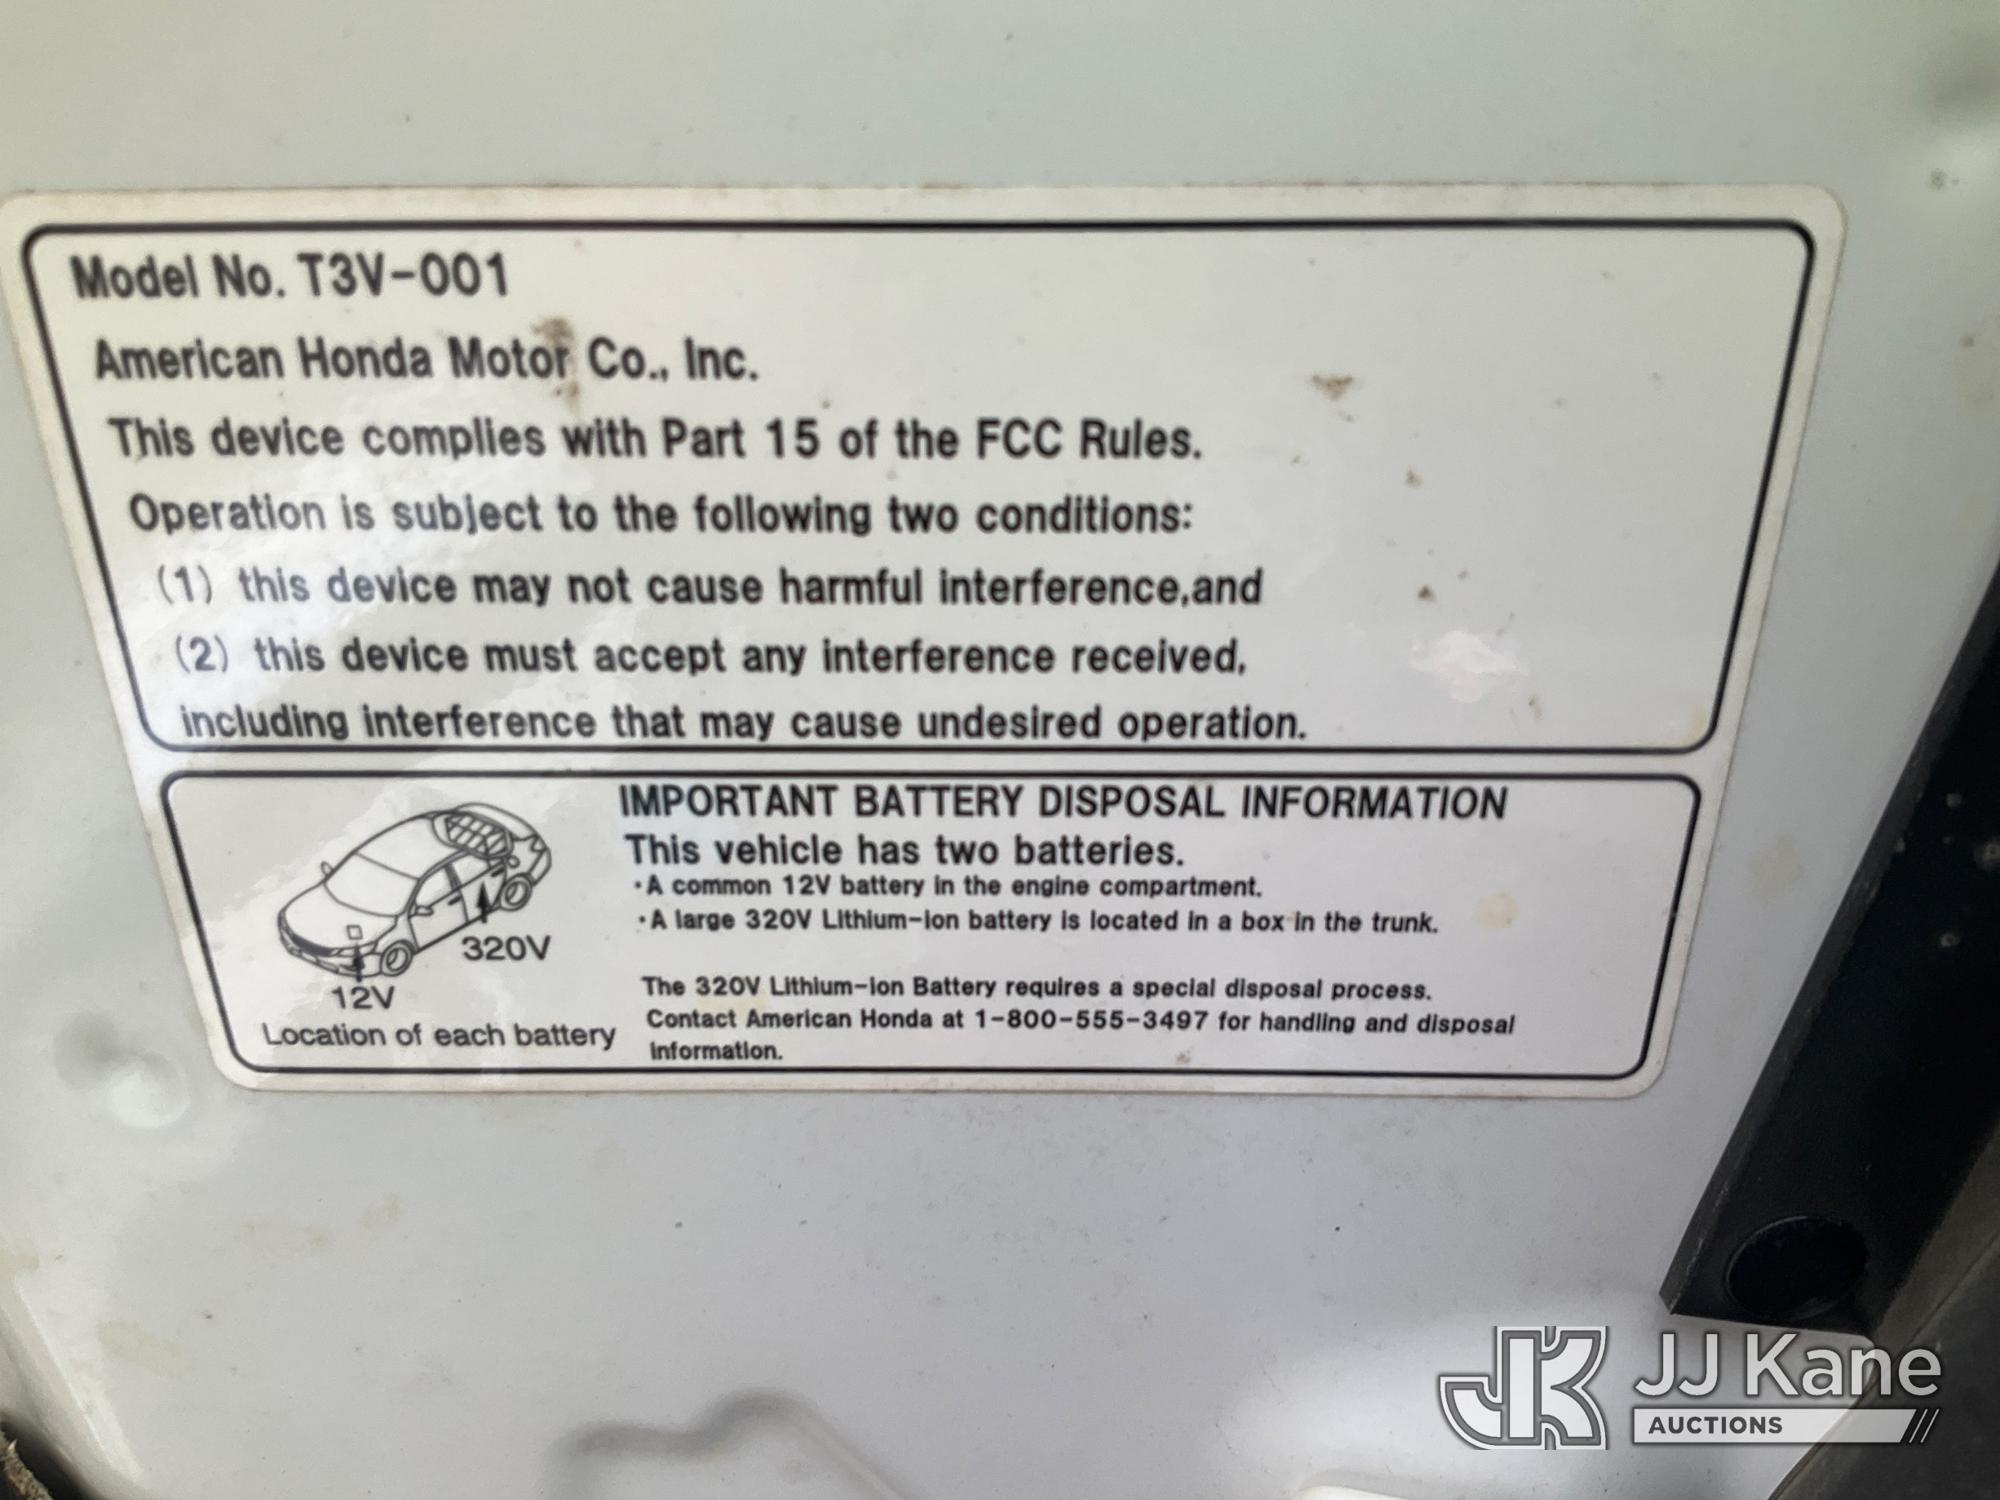 Model No. T3V-001
American Honda Motor Co., Inc.
This device complies with Part 15 of the FCC Rules.
Operation is subject to the following two conditions:
(1) this device may not cause harmful interference,and
(2) this device must accept any interference received,
including interference that may cause undesired operation.
320V
12V
Location of each battery
IMPORTANT BATTERY DISPOSAL INFORMATION
This vehicle has two batteries.
·A common 12V battery in the engine compartment.
·A large 320V Lithium-ion battery is located in a box in the trunk.
The 320V Lithium-ion Battery requires a special disposal process.
Contact American Honda at 1-800-555-3497 for handling and disposal
information.
JK JJ Kane
AUCTIONS